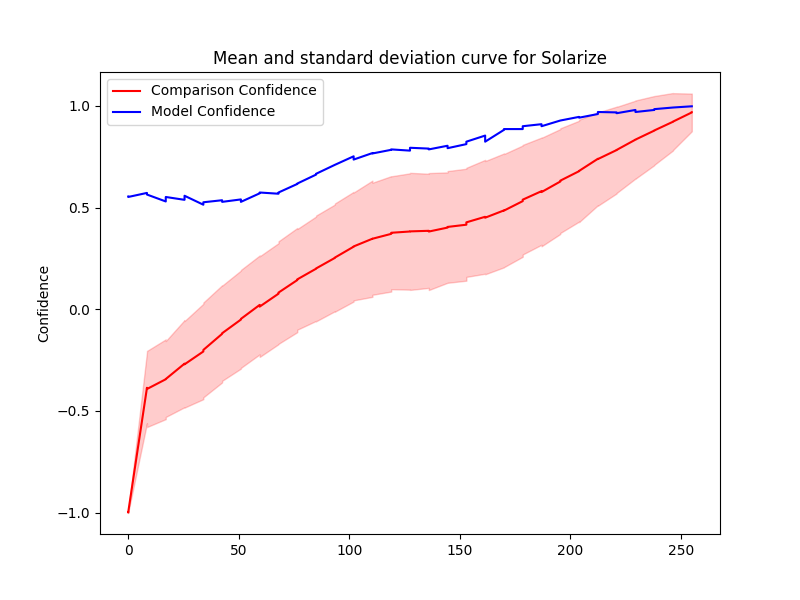 Mean and standard deviation curve for Solarize
Comparison Confidence
Model Confidence
1.0
0.5
0.0
−0.5
−1.0
Confidence
0
50
100
150
200
250